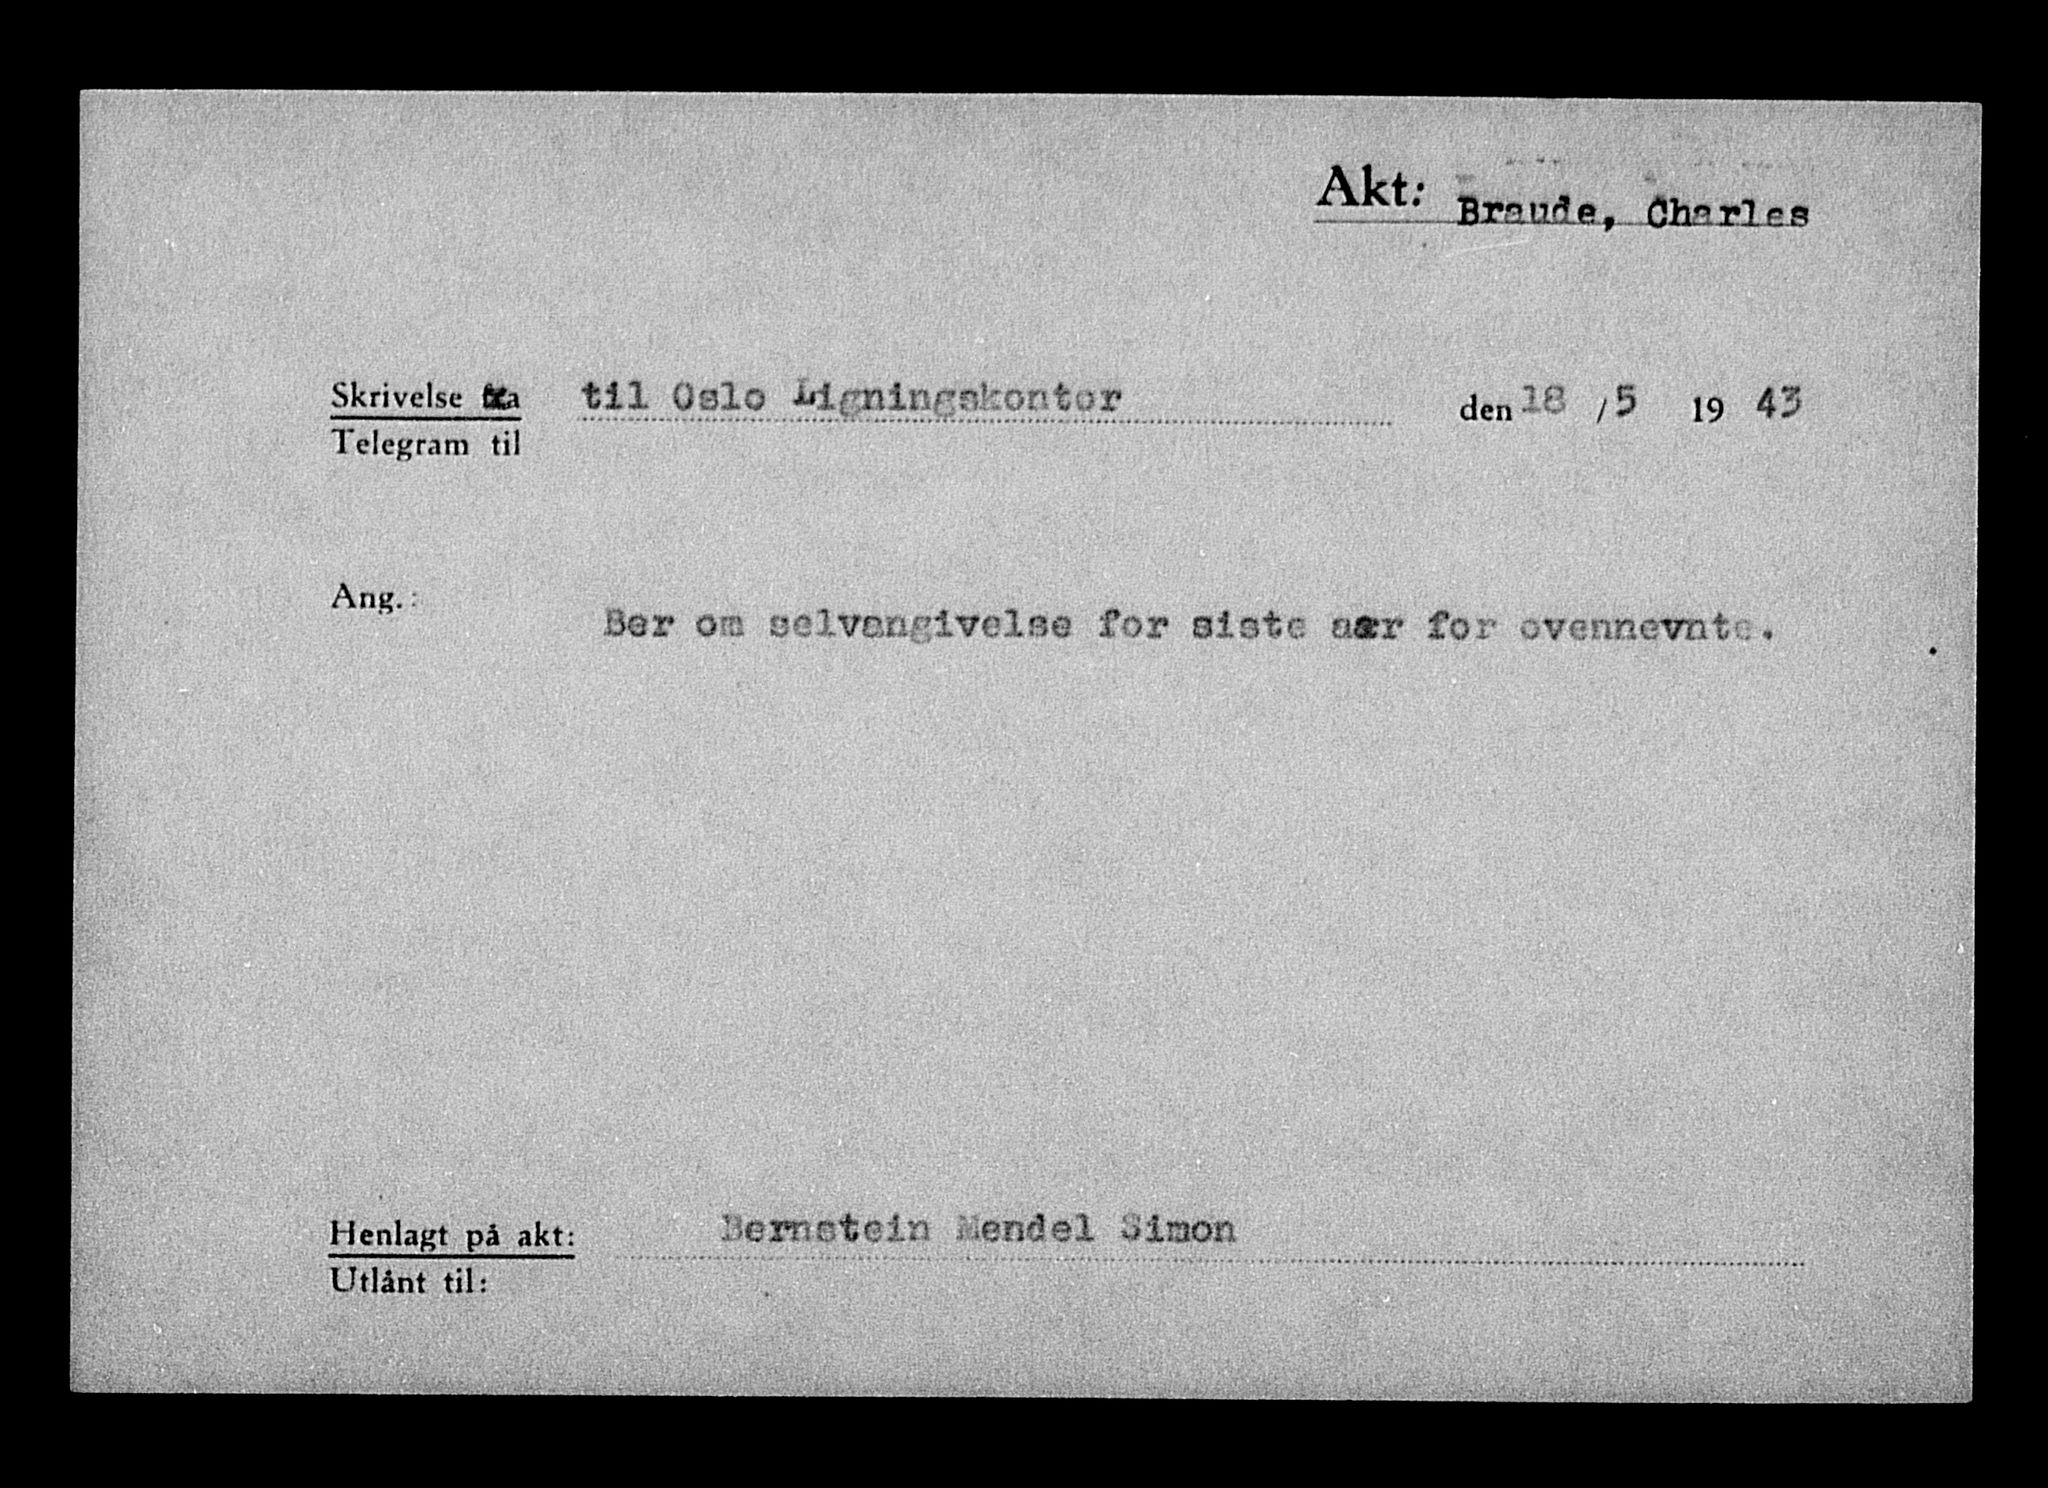 Akt: Braude, Charles
Skrivelse fra til Oslo Ligningskontor den 18 /5 19 43
Telegram til
Ang.:
Ber om selvangivelse for siste aar for ovennevnte.
Henlagt på akt: Bernstein Mendel Simon
Utlånt til: